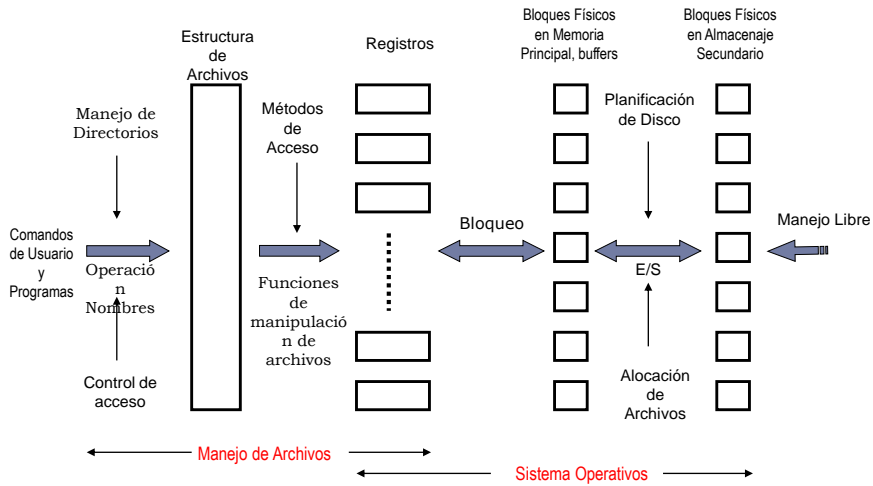 Bloques Físicos
en Memoria
Principal, buffers
Bloques Físicos
en Almacenaje
Secundario
Estructura
de
Archivos
Registros
Manejo de
Directorios
Métodos
de
Acceso
Planificación
de Disco
Comandos
de Usuario
y
Programas
Operació
n
Nombres
Bloqueo
Manejo Libre
E/S
Funciones
de
manipulació
n de
archivos
Control de
acceso
Alocación
de
Archivos
Manejo de Archivos
Sistema Operativos